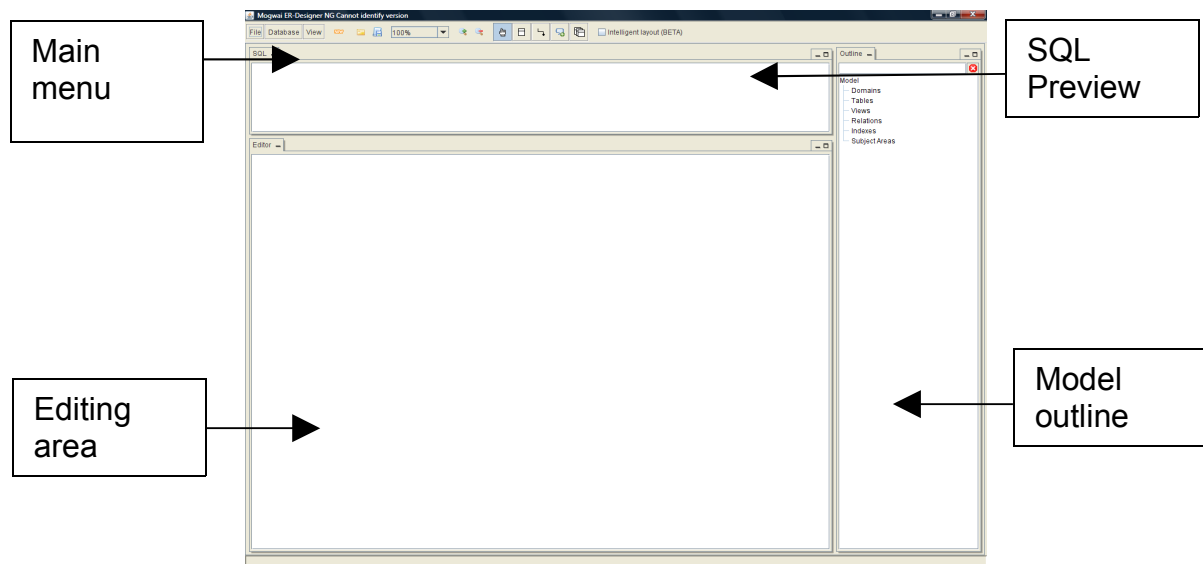 Mogwai ER-Designer NG Cannot identify version
File Database View 100% Intelligent layout (BETA)
Main
menu
SQL
Outline
SQL
Preview
Model
Domains
Tables
Views
Relations
Indexes
Subject Areas
Editor
Editing
area
Model
outline